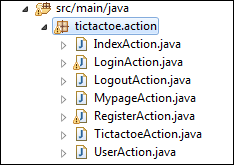 src/main/java
tictactoe.action
IndexAction.java
LoginAction.java
LogoutAction.java
MypageAction.java
RegisterAction.java
TictactoeAction.java
UserAction.java